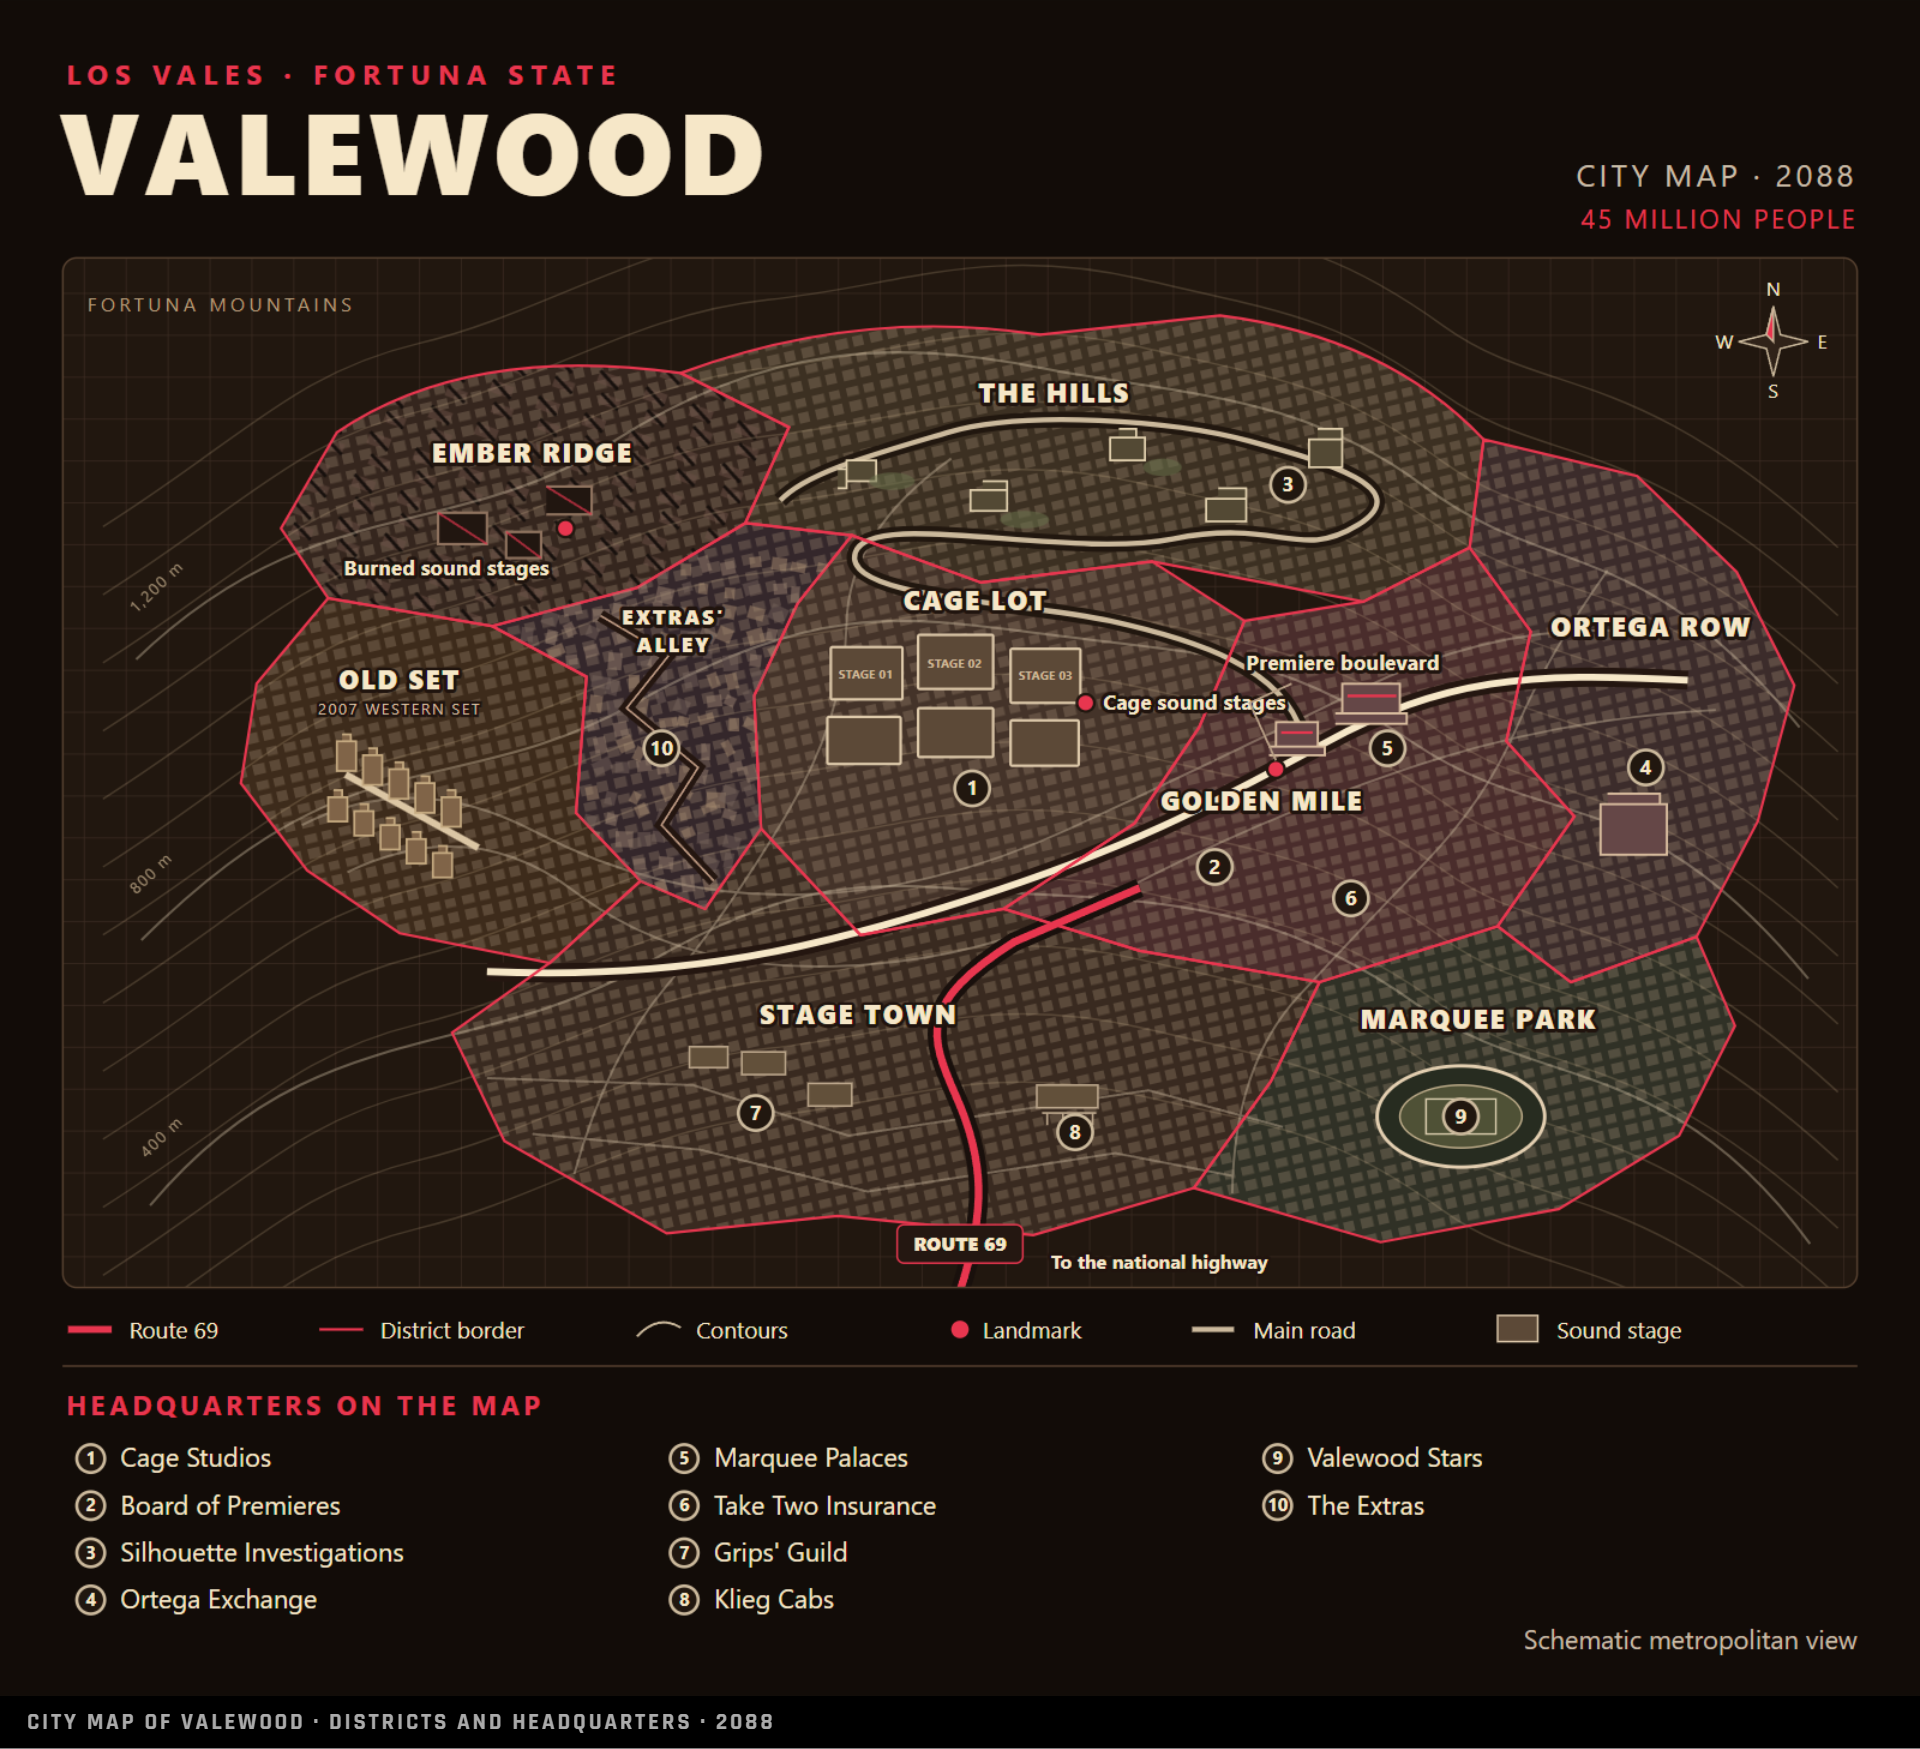 LOS VALES · FORTUNA STATE
VALEWOOD
CITY MAP · 2088
45 MILLION PEOPLE
FORTUNA MOUNTAINS
N
W
E
S
THE HILLS
EMBER RIDGE
3
Burned sound stages
1,200 m
CAGE LOT
EXTRAS'
ALLEY
ORTEGA ROW
Premiere boulevard
STAGE 01
STAGE 02
STAGE 03
OLD SET
2007 WESTERN SET
Cage sound stages
10
5
4
1
GOLDEN MILE
2
6
800 m
STAGE TOWN
MARQUEE PARK
7
8
9
400 m
ROUTE 69
To the national highway
Route 69
District border
Contours
Landmark
Main road
Sound stage
HEADQUARTERS ON THE MAP
1 Cage Studios
2 Board of Premieres
3 Silhouette Investigations
4 Ortega Exchange
5 Marquee Palaces
6 Take Two Insurance
7 Grips' Guild
8 Klieg Cabs
9 Valewood Stars
10 The Extras
Schematic metropolitan view
CITY MAP OF VALEWOOD · DISTRICTS AND HEADQUARTERS · 2088